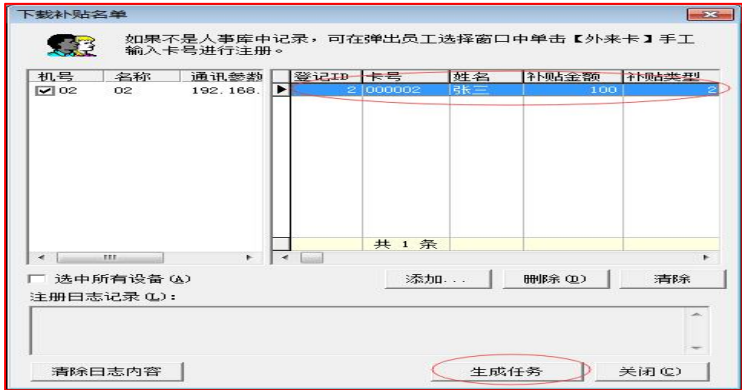 下载补贴名单
如果不是人事库中记录，可在弹出员工选择窗口中单击【外来卡】手工
输入卡号进行注册。
机号 名称 通讯参数
02 02 192.168.
登记ID 卡号 姓名 补贴金额 补贴类型
2 000002 张三 100 2
共 1 条
选中所有设备(A)
添加... 删除(D) 清除
注册日志记录(L):
清除日志内容 生成任务 关闭(C)